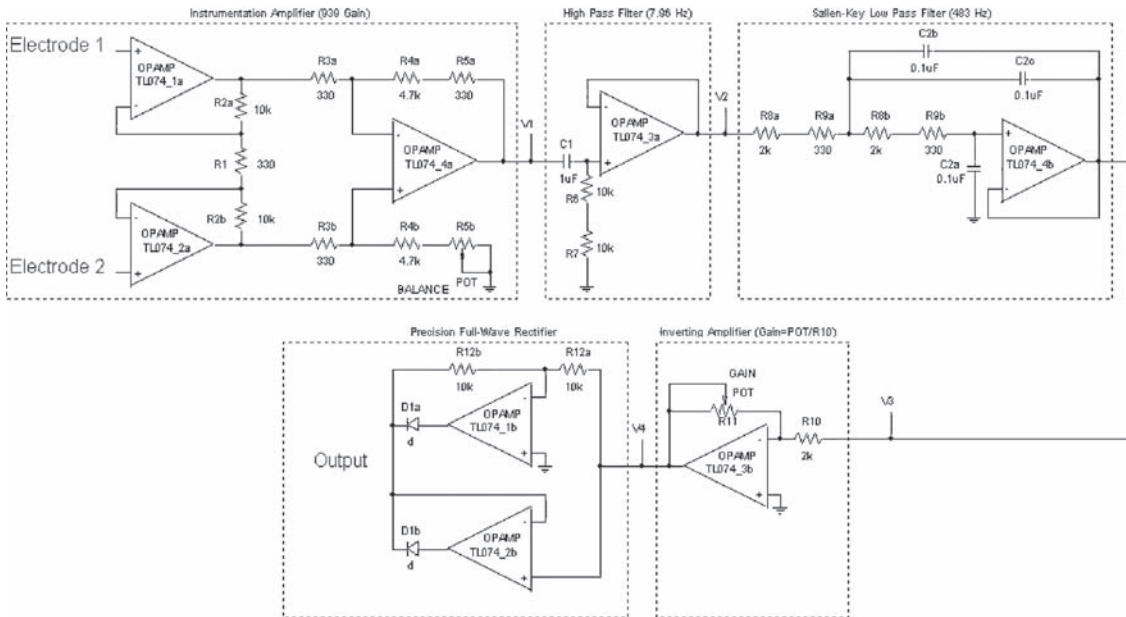 Instrumentation Amplifier (939 Gain)
High Pass Filter (7.96 Hz)
Sallen-Key Low Pass Filter (483 Hz)
Electrode 1
+
OPAMP
TL074_1a
-
R2a
10k
R1
330
R2b
10k
-
OPAMP
TL074_2a
+
Electrode 2
R3a
330
R4a
4.7k
R5a
330
-
OPAMP
TL074_4a
+
R3b
330
R4b
4.7k
R5b
POT
BALANCE
V1
C1
1uF
-
OPAMP
TL074_3a
+
R6
10k
R7
10k
V2
R8a
2k
R9a
330
C2b
0.1uF
C2c
0.1uF
R8b
2k
R9b
330
C2a
0.1uF
+
OPAMP
TL074_4b
-
Precision Full-Wave Rectifier
Inverting Amplifier (Gain=POT/R10)
R12b
10k
R12a
10k
D1a
d
-
OPAMP
TL074_1b
+
Output
D1b
d
-
OPAMP
TL074_2b
+
V4
GAIN
POT
R11
-
OPAMP
TL074_3b
+
R10
2k
V3